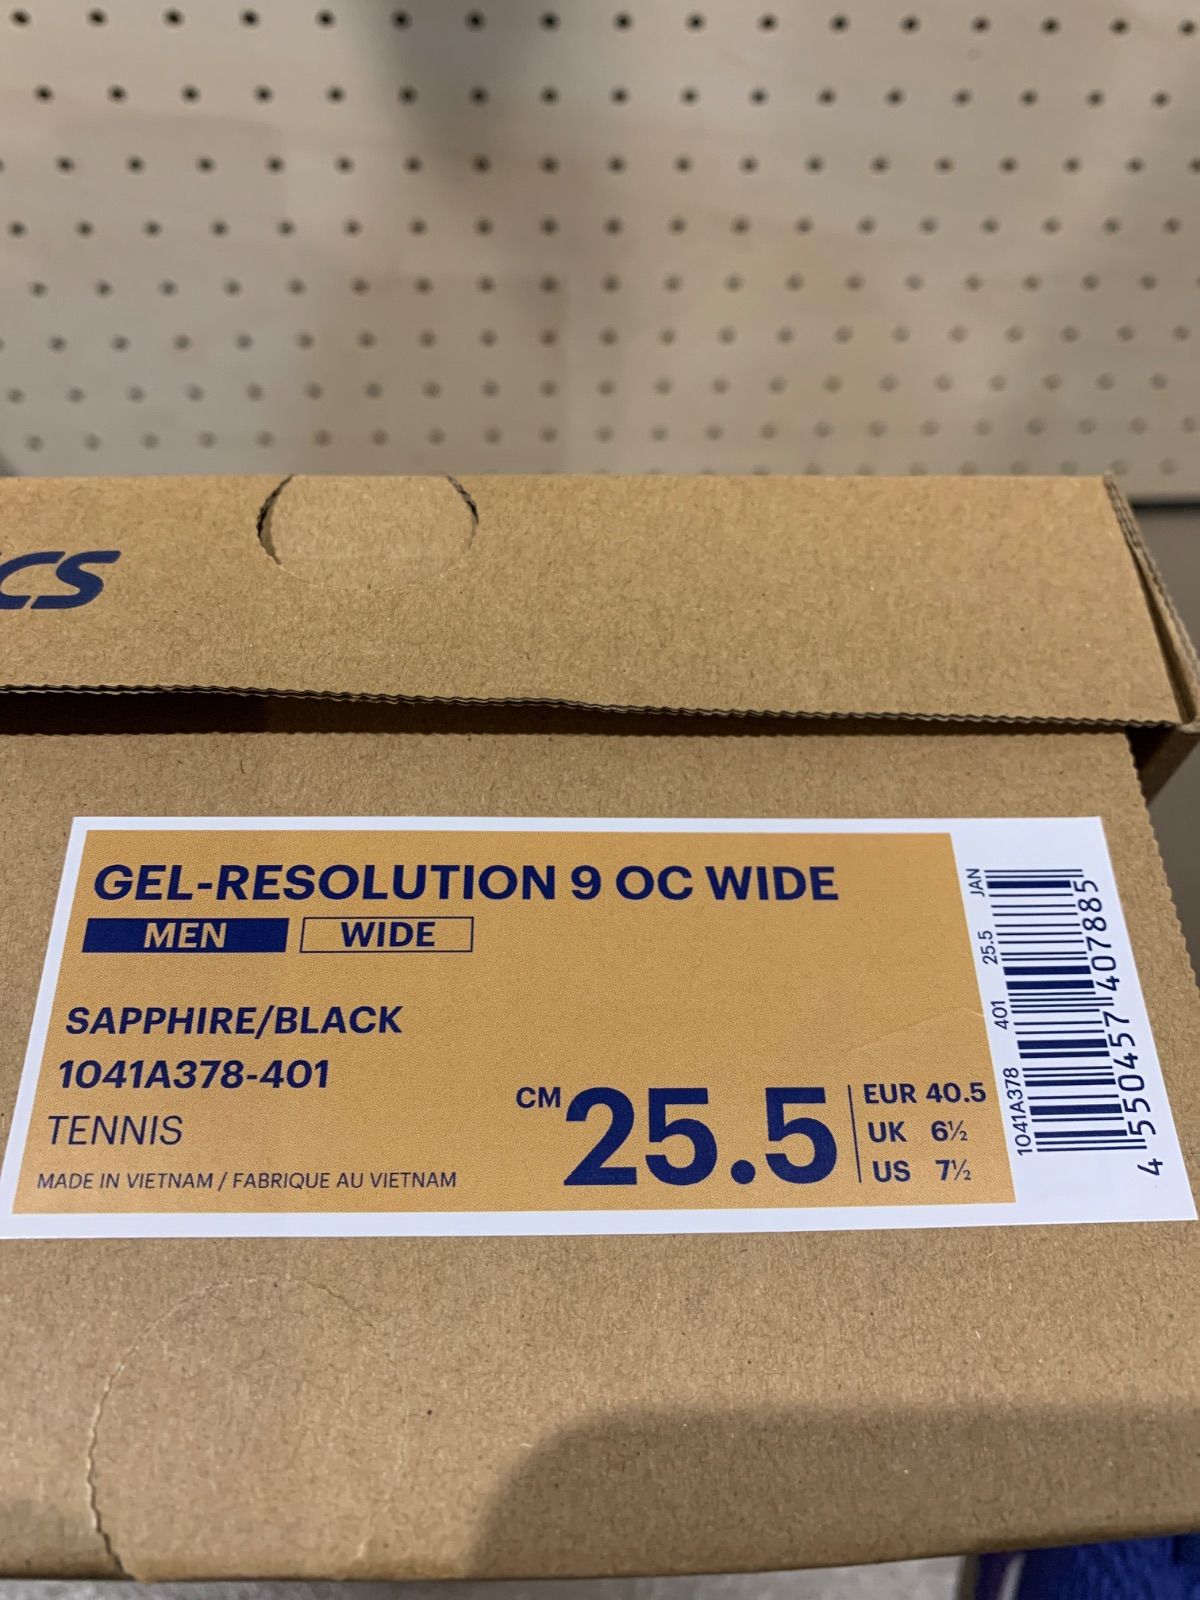 CS
GEL-RESOLUTION 9 OC WIDE
MEN WIDE
SAPPHIRE/BLACK
1041A378-401
TENNIS
MADE IN VIETNAM / FABRIQUE AU VIETNAM
CM 25.5
EUR 40.5
UK 6½
US 7½
1041A378 401 25.5 JAN
4 550457 407885